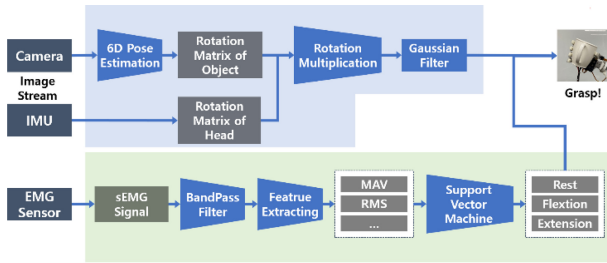 Camera
6D Pose
Estimation
Rotation
Matrix of
Object
Rotation
Multiplication
Gaussian
Filter
Grasp!
Image
Stream
IMU
Rotation
Matrix of
Head
EMG
Sensor
sEMG
Signal
BandPass
Filter
Featrue
Extracting
MAV
RMS
...
Support
Vector
Machine
Rest
Flextion
Extension